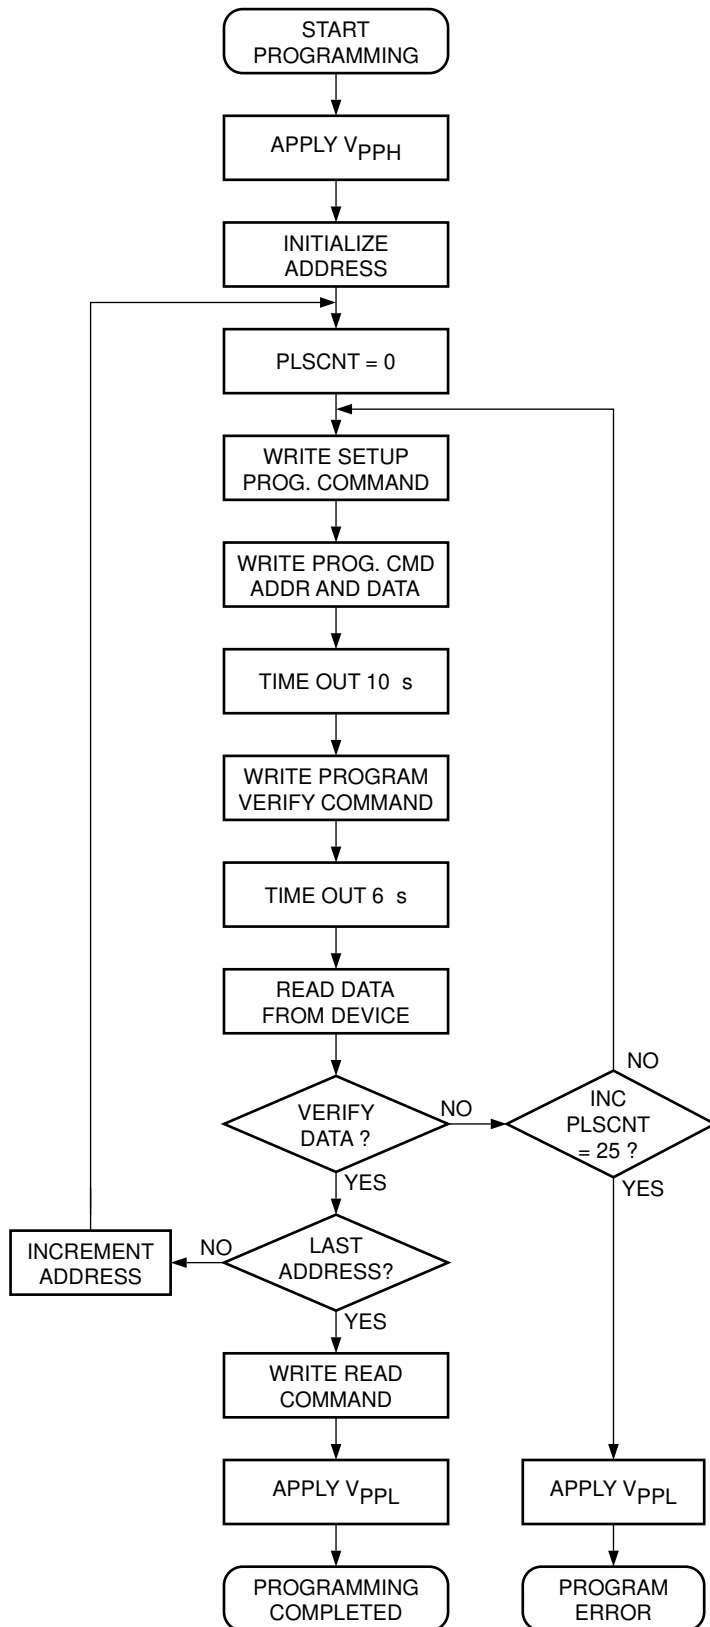 START
PROGRAMMING
APPLY VPPH
INITIALIZE
ADDRESS
PLSCNT = 0
WRITE SETUP
PROG. COMMAND
WRITE PROG. CMD
ADDR AND DATA
TIME OUT 10 s
WRITE PROGRAM
VERIFY COMMAND
TIME OUT 6 s
READ DATA
FROM DEVICE
VERIFY
DATA ?
NO
YES
INC
PLSCNT
= 25 ?
NO
YES
LAST
ADDRESS?
NO
YES
INCREMENT
ADDRESS
WRITE READ
COMMAND
APPLY VPPL
APPLY VPPL
PROGRAMMING
COMPLETED
PROGRAM
ERROR